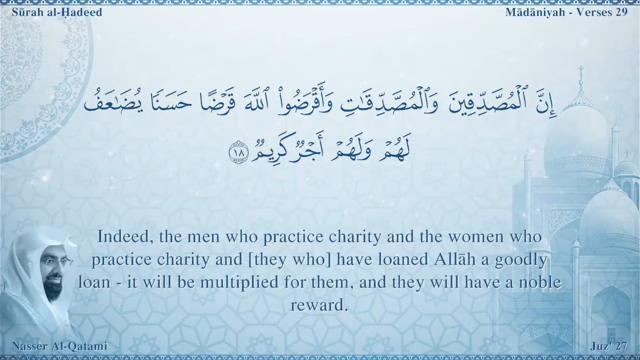 Sūrah al-Ḥadeed
Mādāniyah - Verses 29
إِنَّ ٱلْمُصَّدِّقِينَ وَٱلْمُصَّدِّقَـٰتِ وَأَقْرَضُوا۟ ٱللَّهَ قَرْضًا حَسَنًا يُضَـٰعَفُ
لَهُمْ وَلَهُمْ أَجْرٌ كَرِيمٌ ١٨
Indeed, the men who practice charity and the women who
practice charity and [they who] have loaned Allāh a goodly
loan - it will be multiplied for them, and they will have a noble
reward.
Nasser Al-Qatami
Juz' 27